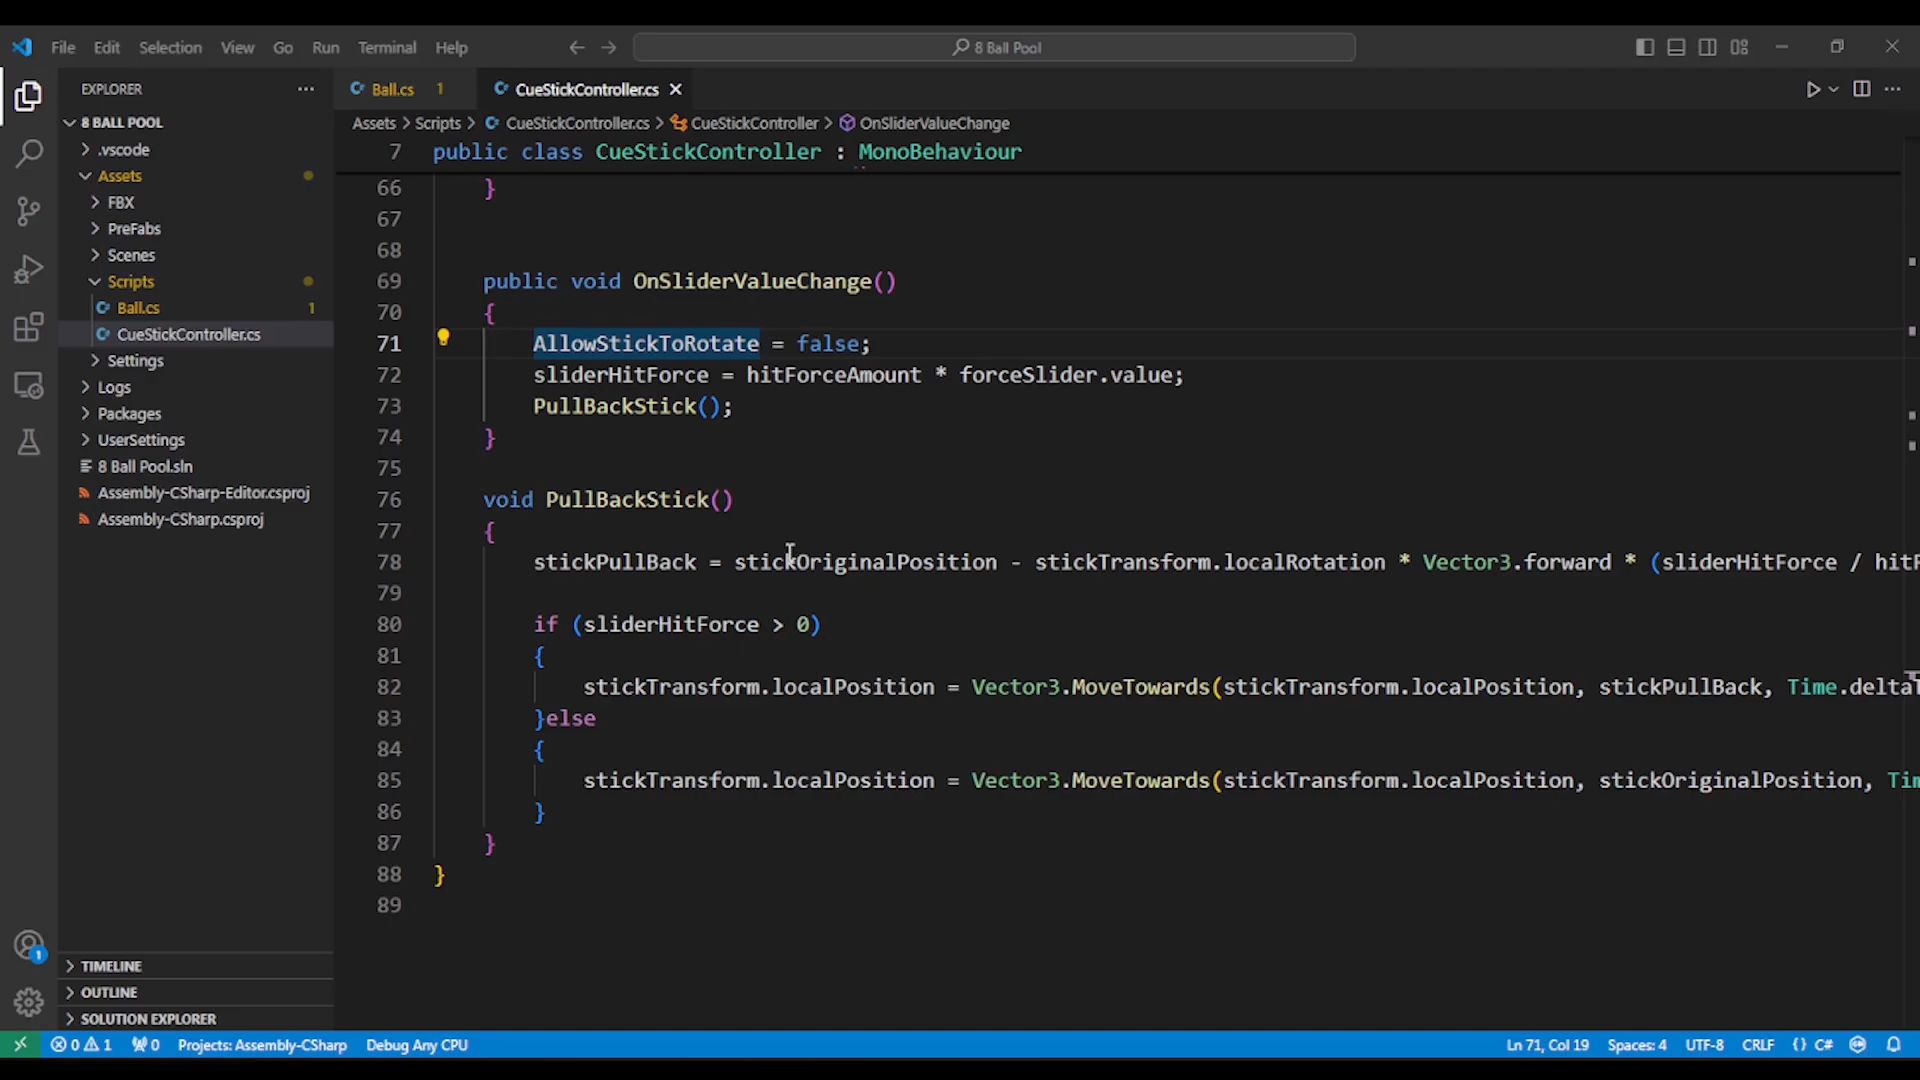 File Edit Selection View Go Run Terminal Help 8 Ball Pool
EXPLORER
Ball.cs 1 CueStickController.cs
8 BALL POOL
Assets > Scripts > CueStickController.cs > CueStickController > OnSliderValueChange
.vscode
Assets
FBX
PreFabs
Scenes
Scripts
Ball.cs 1
CueStickController.cs
Settings
Logs
Packages
UserSettings
8 Ball Pool.sln
Assembly-CSharp-Editor.csproj
Assembly-CSharp.csproj
TIMELINE
OUTLINE
SOLUTION EXPLORER
7 public class CueStickController : MonoBehaviour
66 }
67
68
69 public void OnSliderValueChange()
70 {
71 AllowStickToRotate = false;
72 sliderHitForce = hitForceAmount * forceSlider.value;
73 PullBackStick();
74 }
75
76 void PullBackStick()
77 {
78 stickPullBack = stickOriginalPosition - stickTransform.localRotation * Vector3.forward * (sliderHitForce / hitF
79
80 if (sliderHitForce > 0)
81 {
82 stickTransform.localPosition = Vector3.MoveTowards(stickTransform.localPosition, stickPullBack, Time.deltaT
83 }else
84 {
85 stickTransform.localPosition = Vector3.MoveTowards(stickTransform.localPosition, stickOriginalPosition, Tim
86 }
87 }
88 }
89
1
0 1 0 Projects: Assembly-CSharp Debug Any CPU Ln 71, Col 19 Spaces: 4 UTF-8 CRLF {} C#